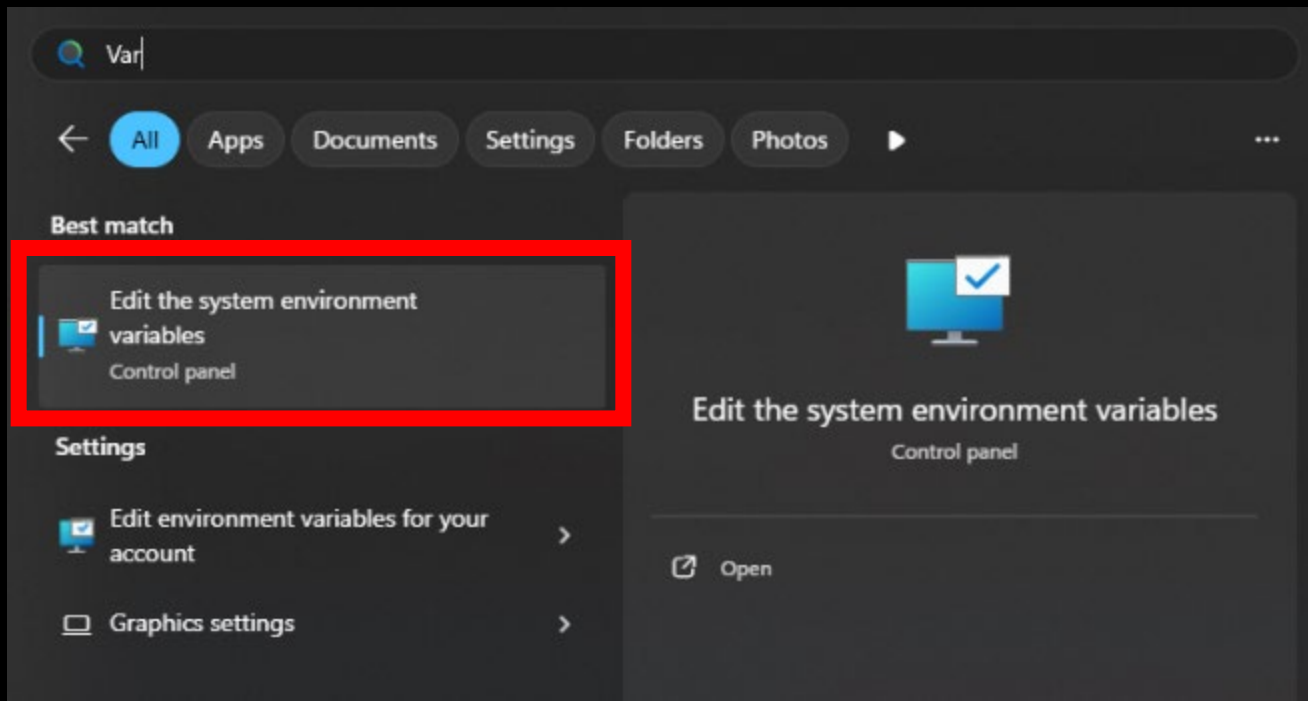 Var
All Apps Documents Settings Folders Photos
Best match
Edit the system environment
variables
Control panel
Settings
Edit environment variables for your
account
Graphics settings
Edit the system environment variables
Control panel
Open